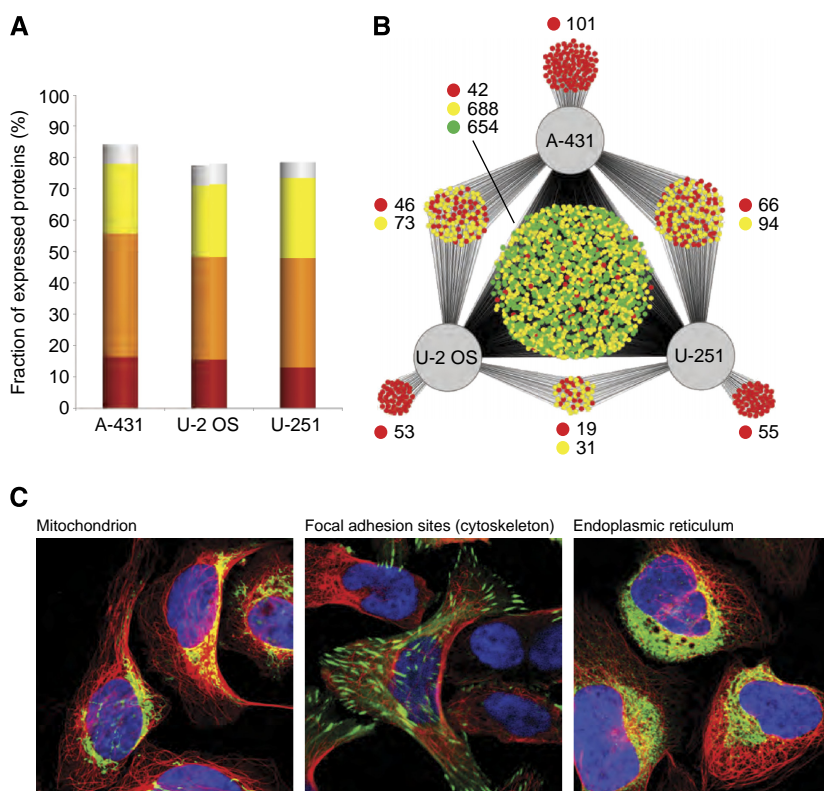 A
Fraction of expressed proteins (%)
100
90
80
70
60
50
40
30
20
10
0
A-431 U-2 OS U-251
B
101
42
688
654
A-431
46
73
66
94
U-2 OS
U-251
53
19
31
55
C
Mitochondrion
Focal adhesion sites (cytoskeleton)
Endoplasmic reticulum